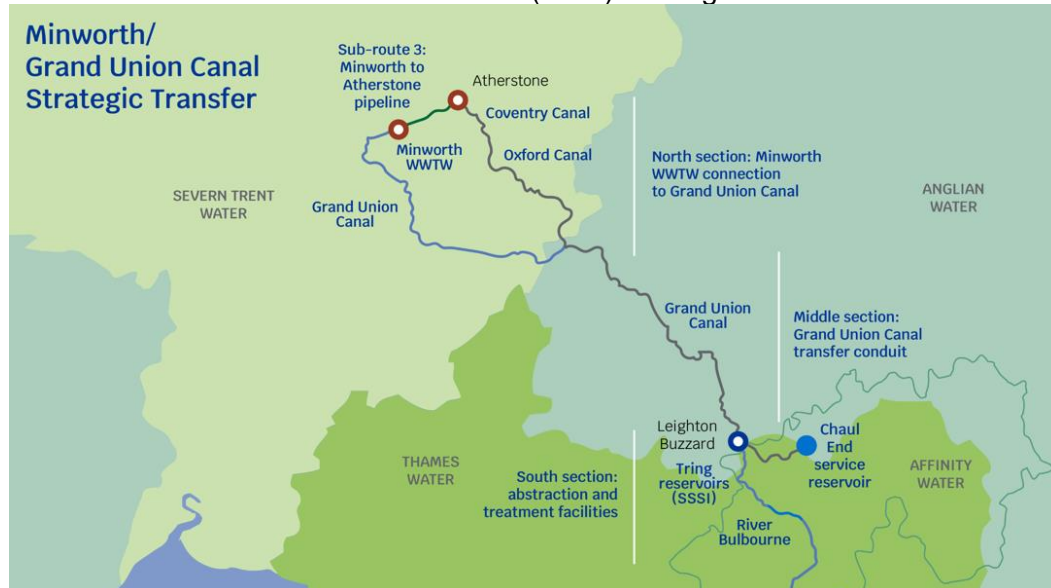 Minworth/
Grand Union Canal
Strategic Transfer
Sub-route 3:
Minworth to
Atherstone
pipeline
Atherstone
Coventry Canal
Minworth
WWTW
Oxford Canal
North section: Minworth
WWTW connection
to Grand Union Canal
SEVERN TRENT
WATER
ANGLIAN
WATER
Grand Union
Canal
Grand Union
Canal
Middle section:
Grand Union Canal
transfer conduit
Leighton
Buzzard
Chaul
End
service
reservoir
THAMES
WATER
South section:
abstraction and
treatment facilities
Tring
reservoirs
(SSSI)
AFFINITY
WATER
River
Bulbourne